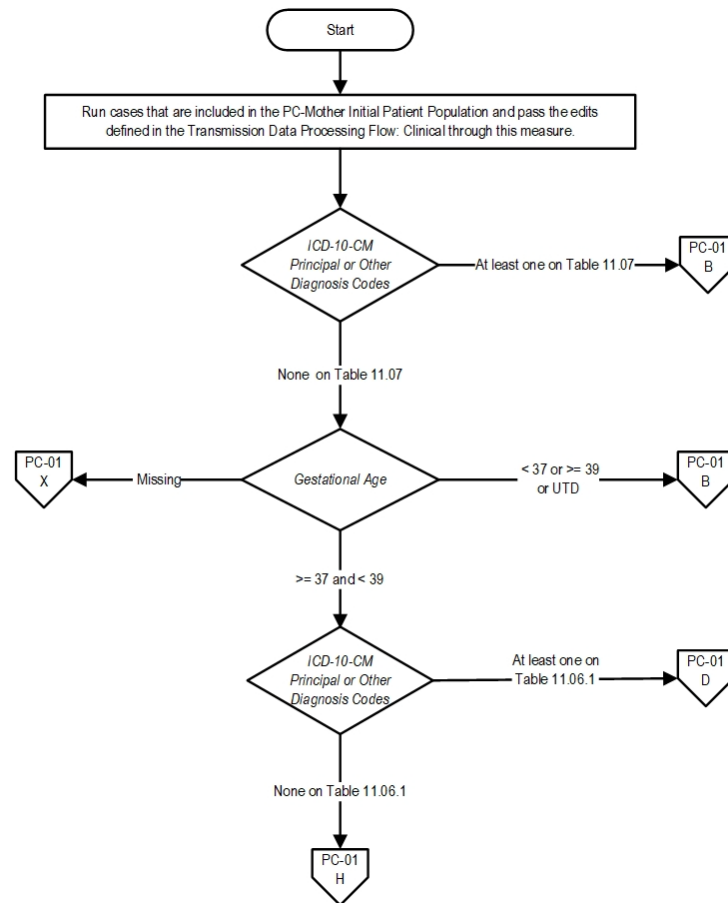 Start
Run cases that are included in the PC-Mother Initial Patient Population and pass the edits
defined in the Transmission Data Processing Flow: Clinical through this measure.
ICD-10-CM
Principal or Other
Diagnosis Codes
At least one on Table 11.07
PC-01
B
None on Table 11.07
PC-01
X
Missing
Gestational Age
< 37 or >= 39
or UTD
PC-01
B
>= 37 and < 39
ICD-10-CM
Principal or Other
Diagnosis Codes
At least one on
Table 11.06.1
PC-01
D
None on Table 11.06.1
PC-01
H